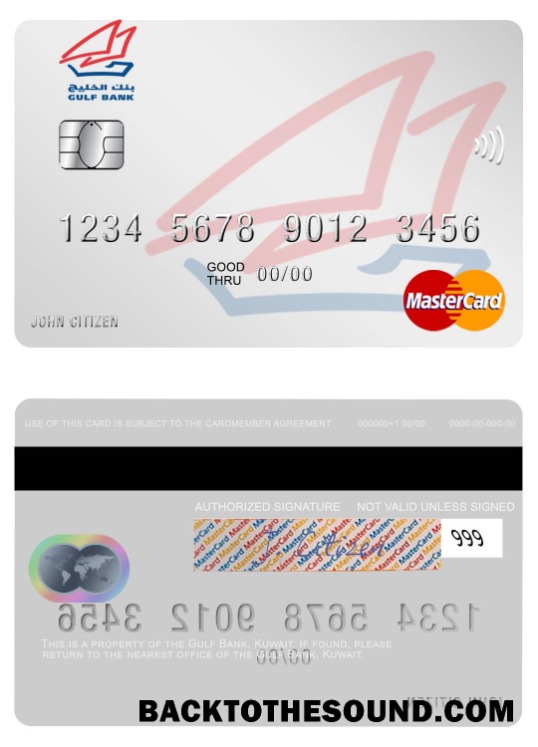 بنك الخليج
GULF BANK
1234 5678 9012 3456
GOOD THRU 00/00
JOHN CITIZEN
MasterCard
USE OF THIS CARD IS SUBJECT TO THE CARDMEMBER AGREEMENT 000000+1 00/00 0000-00-000-00
AUTHORIZED SIGNATURE NOT VALID UNLESS SIGNED
Citizen
999
1234 5678 9012 3456
THIS IS A PROPERTY OF THE GULF BANK, KUWAIT. IF FOUND, PLEASE
RETURN TO THE NEAREST OFFICE OF THE GULF BANK, KUWAIT.
00/00
JOHN CITIZEN
BACKTOTHESOUND.COM